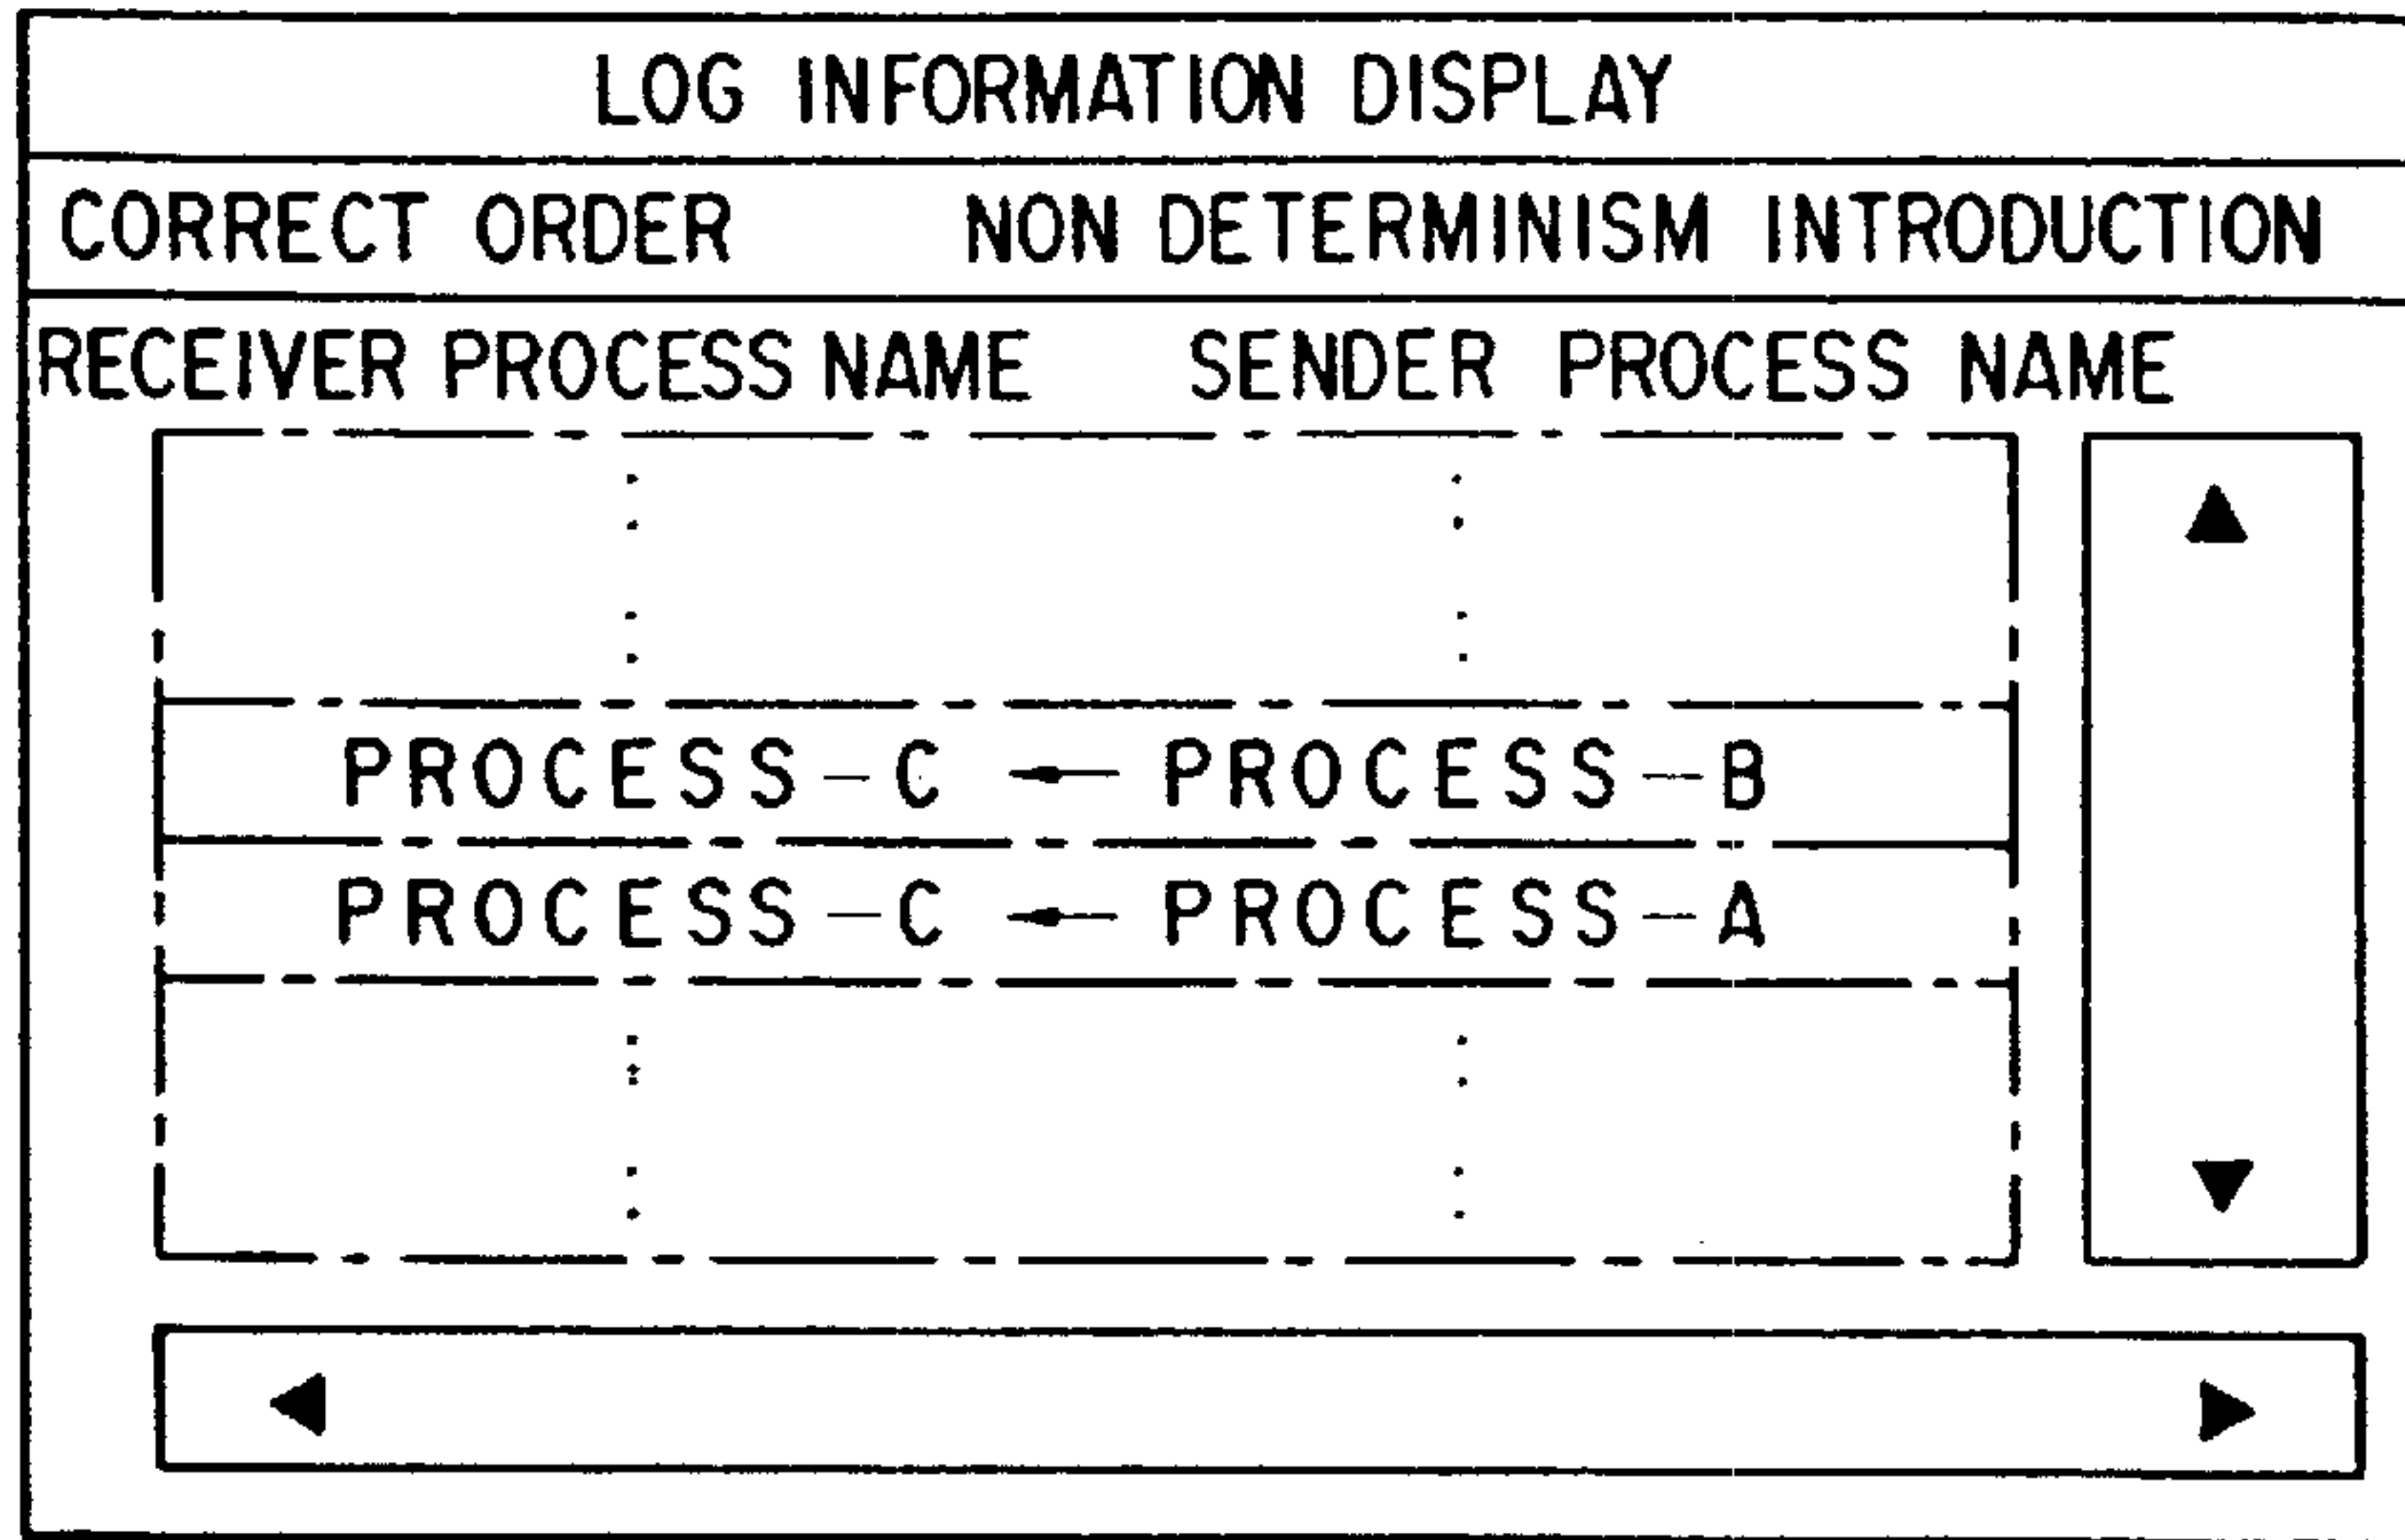 LOG INFORMATION DISPLAY
CORRECT ORDER NON DETERMINISM INTRODUCTION
RECEIVER PROCESS NAME SENDER PROCESS NAME
PROCESS-C ← PROCESS-B
PROCESS-C ← PROCESS-A